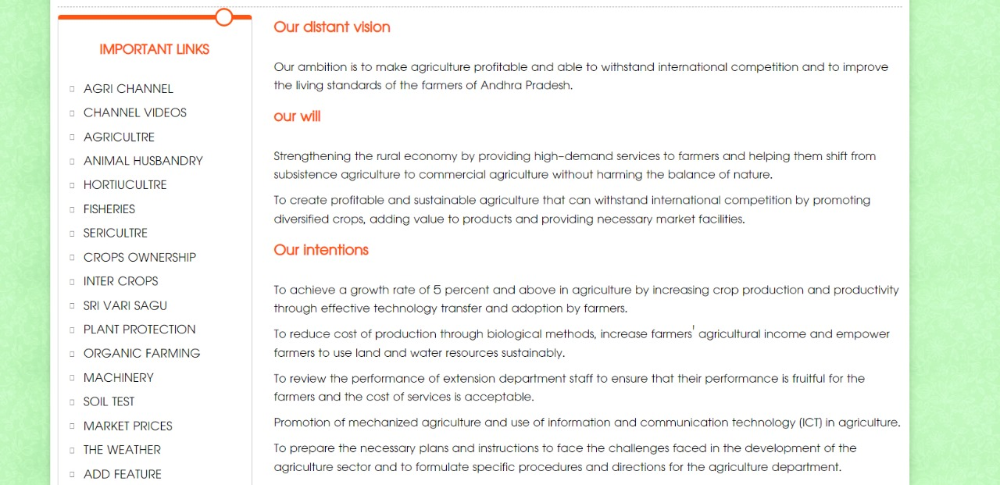 IMPORTANT LINKS
AGRI CHANNEL
CHANNEL VIDEOS
AGRICULTRE
ANIMAL HUSBANDRY
HORTIUCULTRE
FISHERIES
SERICULTRE
CROPS OWNERSHIP
INTER CROPS
SRI VARI SAGU
PLANT PROTECTION
ORGANIC FARMING
MACHINERY
SOIL TEST
MARKET PRICES
THE WEATHER
ADD FEATURE
Our distant vision
Our ambition is to make agriculture profitable and able to withstand international competition and to improve
the living standards of the farmers of Andhra Pradesh.
our will
Strengthening the rural economy by providing high-demand services to farmers and helping them shift from
subsistence agriculture to commercial agriculture without harming the balance of nature.
To create profitable and sustainable agriculture that can withstand international competition by promoting
diversified crops, adding value to products and providing necessary market facilities.
Our intentions
To achieve a growth rate of 5 percent and above in agriculture by increasing crop production and productivity
through effective technology transfer and adoption by farmers.
To reduce cost of production through biological methods, increase farmers' agricultural income and empower
farmers to use land and water resources sustainably.
To review the performance of extension department staff to ensure that their performance is fruitful for the
farmers and the cost of services is acceptable.
Promotion of mechanized agriculture and use of information and communication technology (ICT) in agriculture.
To prepare the necessary plans and instructions to face the challenges faced in the development of the
agriculture sector and to formulate specific procedures and directions for the agriculture department.